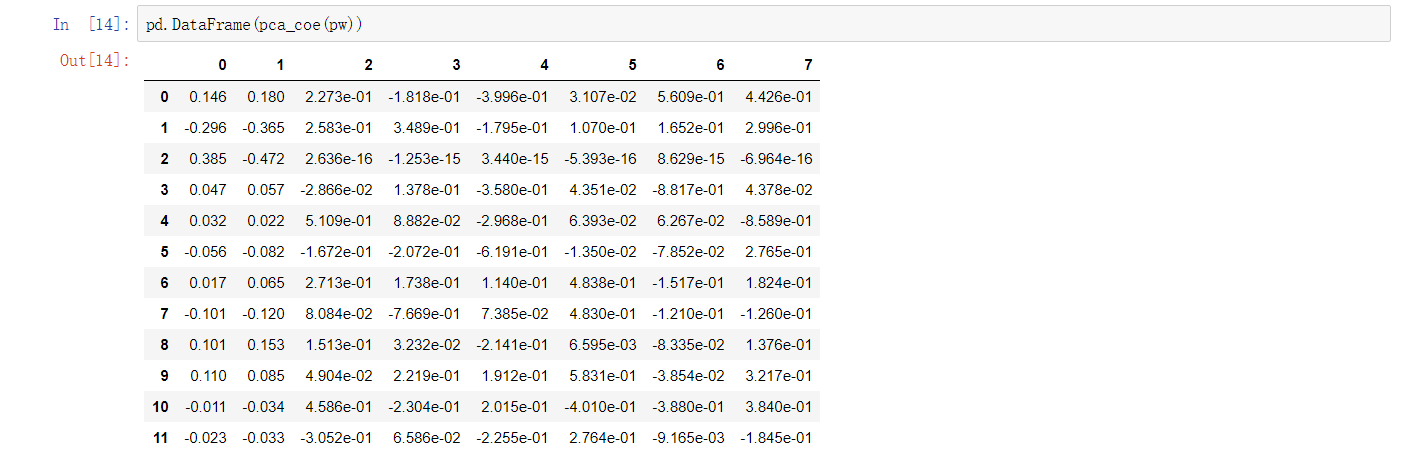 In [14]: pd.DataFrame(pca_coe(pw))
Out[14]:
0 1 2 3 4 5 6 7
0 0.146 0.180 2.273e-01 -1.818e-01 -3.996e-01 3.107e-02 5.609e-01 4.426e-01
1 -0.296 -0.365 2.583e-01 3.489e-01 -1.795e-01 1.070e-01 1.652e-01 2.996e-01
2 0.385 -0.472 2.636e-16 -1.253e-15 3.440e-15 -5.393e-16 8.629e-15 -6.964e-16
3 0.047 0.057 -2.866e-02 1.378e-01 -3.580e-01 4.351e-02 -8.817e-01 4.378e-02
4 0.032 0.022 5.109e-01 8.882e-02 -2.968e-01 6.393e-02 6.267e-02 -8.589e-01
5 -0.056 -0.082 -1.672e-01 -2.072e-01 -6.191e-01 -1.350e-02 -7.852e-02 2.765e-01
6 0.017 0.065 2.713e-01 1.738e-01 1.140e-01 4.838e-01 -1.517e-01 1.824e-01
7 -0.101 -0.120 8.084e-02 -7.669e-01 7.385e-02 4.830e-01 -1.210e-01 -1.260e-01
8 0.101 0.153 1.513e-01 3.232e-02 -2.141e-01 6.595e-03 -8.335e-02 1.376e-01
9 0.110 0.085 4.904e-02 2.219e-01 1.912e-01 5.831e-01 -3.854e-02 3.217e-01
10 -0.011 -0.034 4.586e-01 -2.304e-01 2.015e-01 -4.010e-01 -3.880e-01 3.840e-01
11 -0.023 -0.033 -3.052e-01 6.586e-02 -2.255e-01 2.764e-01 -9.165e-03 -1.845e-01